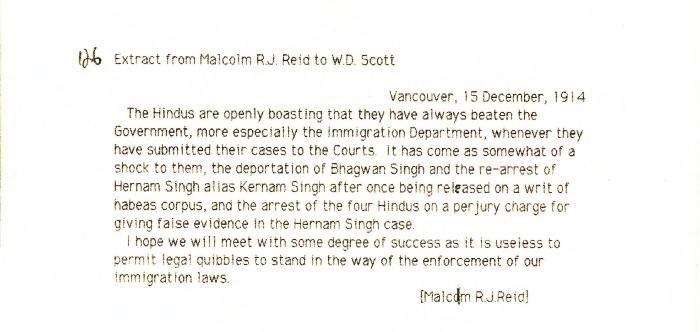 126 Extract from Malcolm R.J. Reid to W.D. Scott
Vancouver, 15 December, 1914
The Hindus are openly boasting that they have always beaten the
Government, more especially the Immigration Department, whenever they
have submitted their cases to the Courts. It has come as somewhat of a
shock to them, the deportation of Bhagwan Singh and the re-arrest of
Hernam Singh alias Kernam Singh after once being released on a writ of
habeas corpus, and the arrest of the four Hindus on a perjury charge for
giving false evidence in the Hernam Singh case.
I hope we will meet with some degree of success as it is useless to
permit legal quibbles to stand in the way of the enforcement of our
immigration laws.
[Malcolm R.J.Reid]